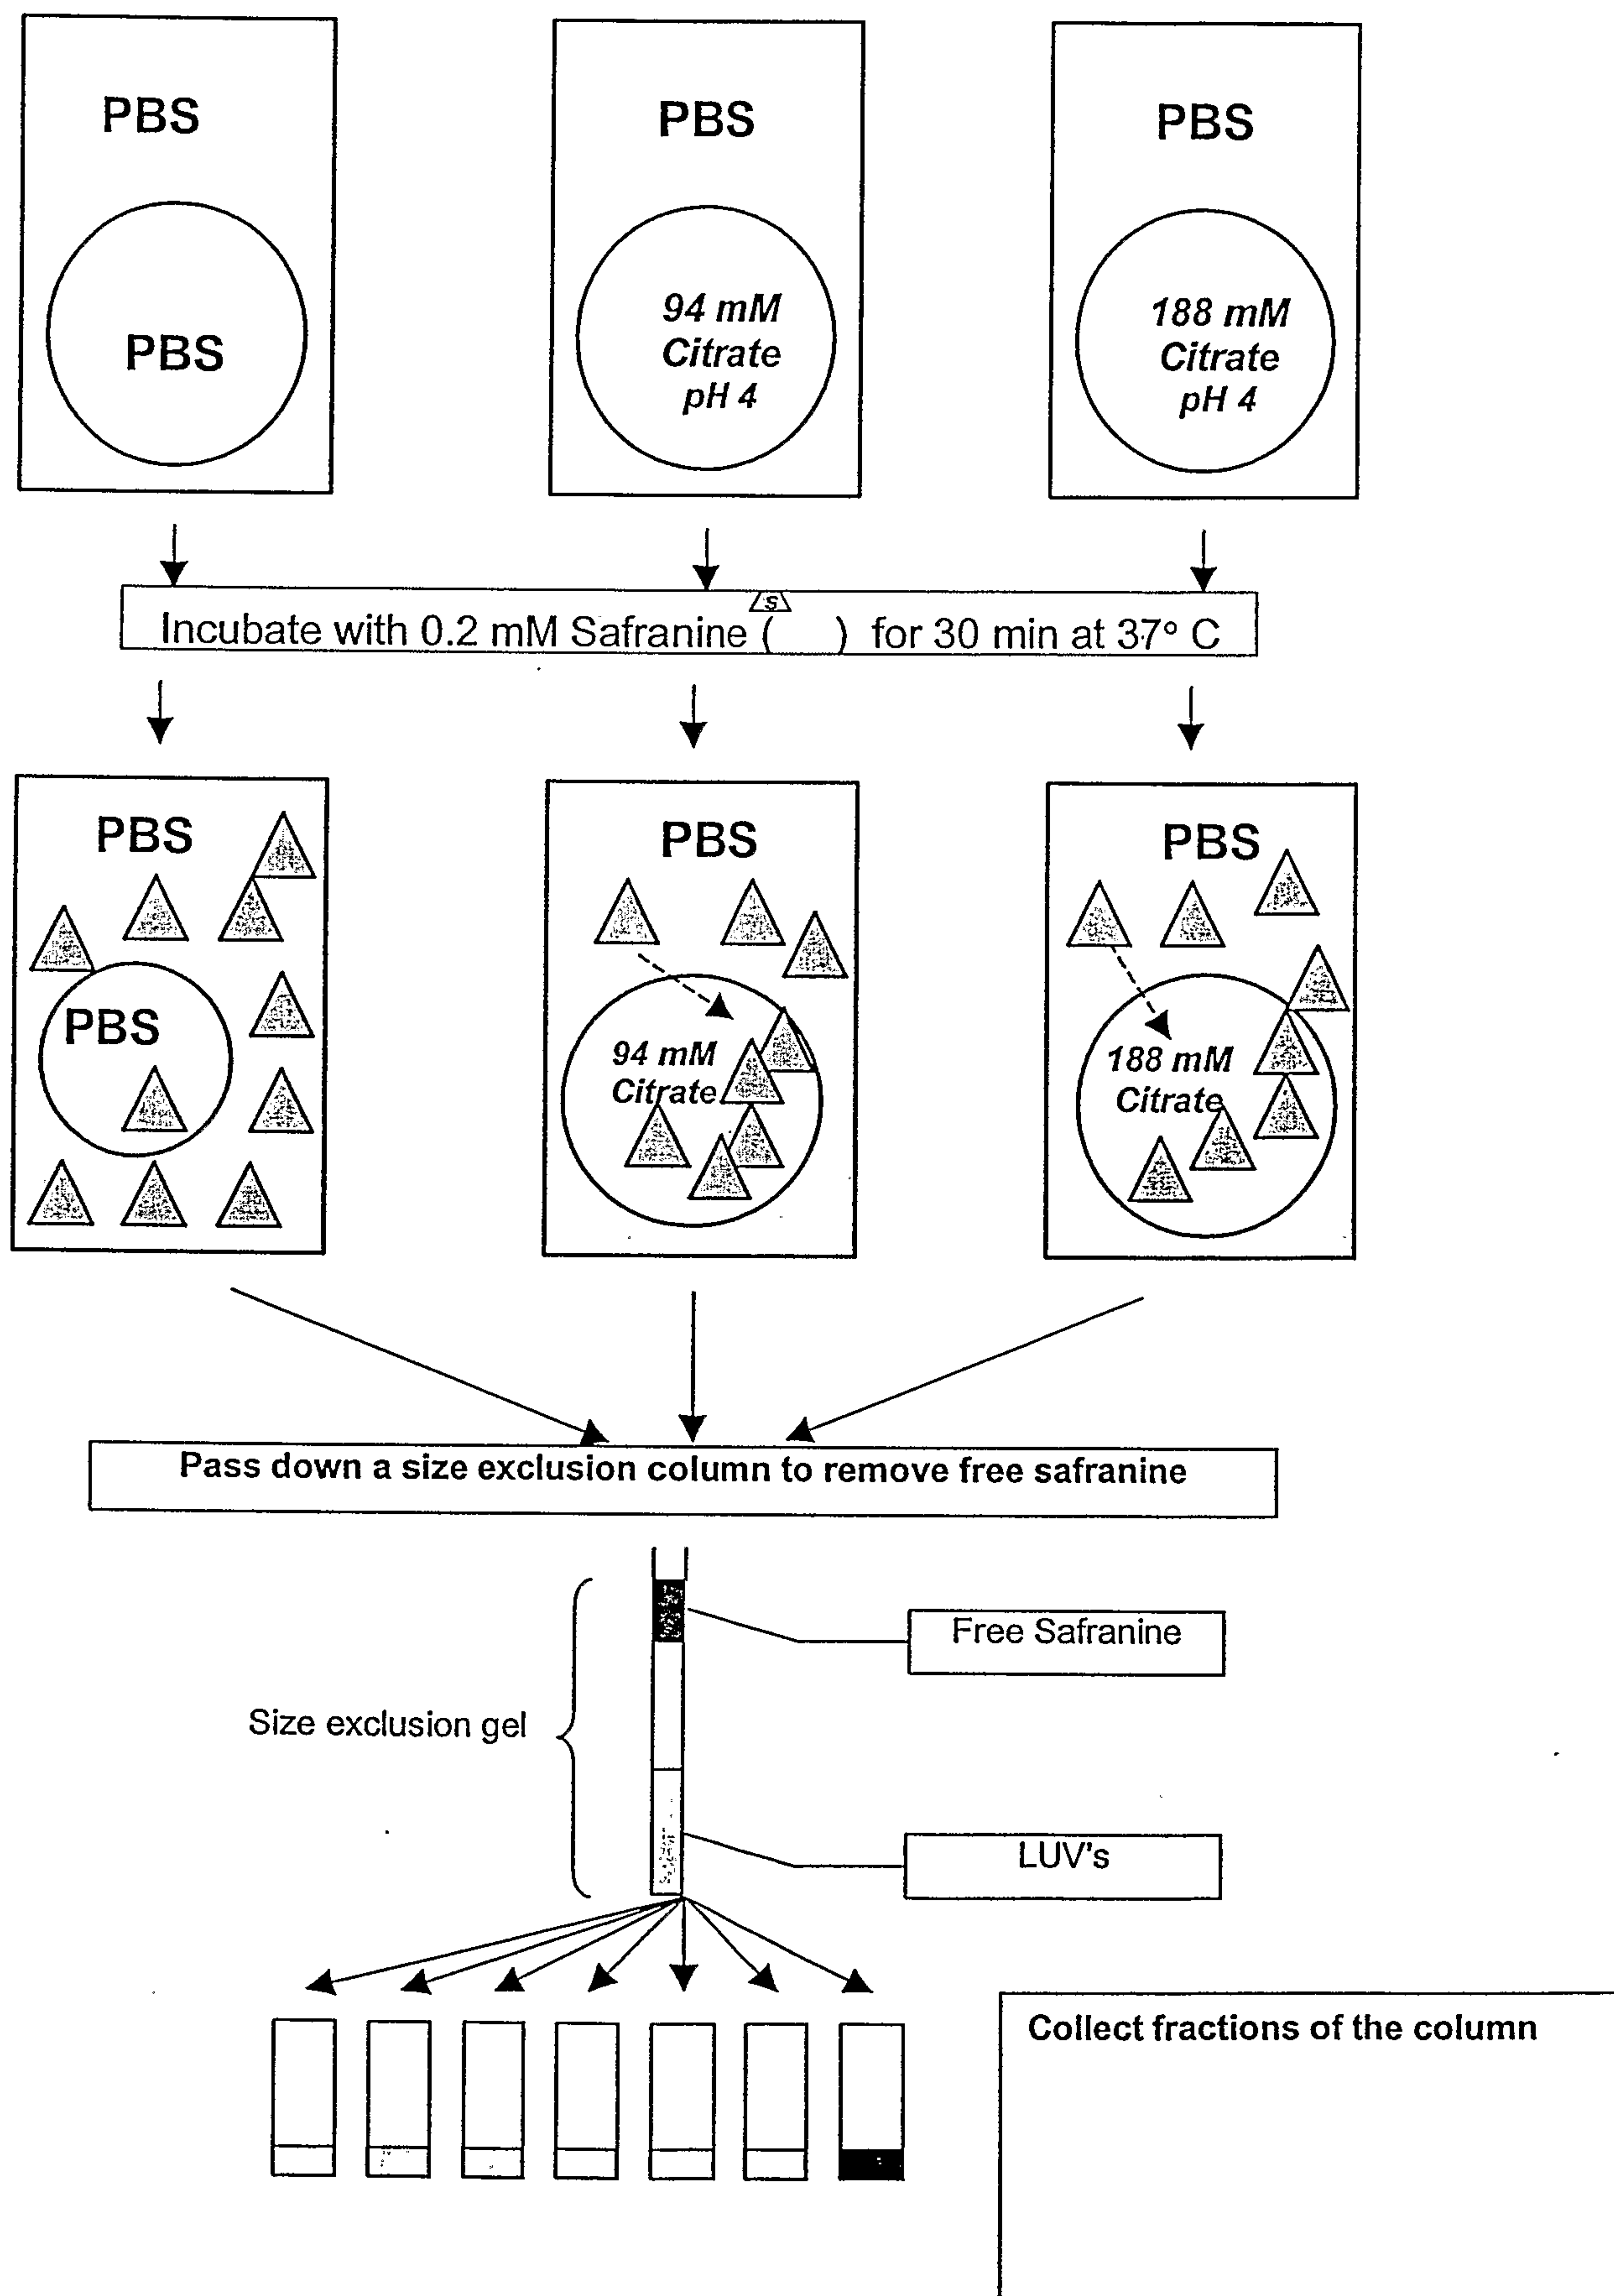 PBS
PBS
PBS
PBS
94 mM
Citrate
pH 4
188 mM
Citrate
pH 4
s
Incubate with 0.2 mM Safranine ( ) for 30 min at 37° C
PBS
PBS
PBS
PBS
94 mM
Citrate
188 mM
Citrate
Pass down a size exclusion column to remove free safranine
Free Safranine
Size exclusion gel
LUV's
Collect fractions of the column